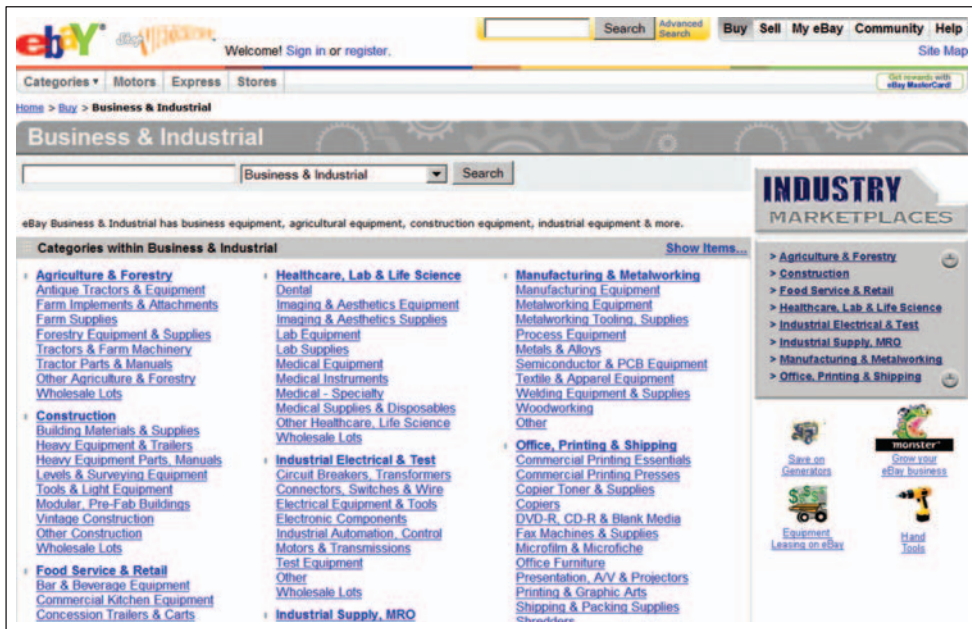 ebY
Search
Advanced
Search
Buy Sell My eBay Community Help
Welcome! Sign in or register.
Site Map
Categories ▾ Motors Express Stores
Get rewards with
eBay MasterCard!
Home > Buy > Business & Industrial
Business & Industrial
Business & Industrial Search
eBay Business & Industrial has business equipment, agricultural equipment, construction equipment, industrial equipment & more.
Categories within Business & Industrial
Show Items...
Agriculture & Forestry
Antique Tractors & Equipment
Farm Implements & Attachments
Farm Supplies
Forestry Equipment & Supplies
Tractors & Farm Machinery
Tractor Parts & Manuals
Other Agriculture & Forestry
Wholesale Lots
Construction
Building Materials & Supplies
Heavy Equipment & Trailers
Heavy Equipment Parts, Manuals
Levels & Surveying Equipment
Tools & Light Equipment
Modular, Pre-Fab Buildings
Vintage Construction
Other Construction
Wholesale Lots
Food Service & Retail
Bar & Beverage Equipment
Commercial Kitchen Equipment
Concession Trailers & Carts
Healthcare, Lab & Life Science
Dental
Imaging & Aesthetics Equipment
Imaging & Aesthetics Supplies
Lab Equipment
Lab Supplies
Medical Equipment
Medical Instruments
Medical - Specialty
Medical Supplies & Disposables
Other Healthcare, Life Science
Wholesale Lots
Industrial Electrical & Test
Circuit Breakers, Transformers
Connectors, Switches & Wire
Electrical Equipment & Tools
Electronic Components
Industrial Automation, Control
Motors & Transmissions
Test Equipment
Other
Wholesale Lots
Industrial Supply, MRO
Manufacturing & Metalworking
Manufacturing Equipment
Metalworking Equipment
Metalworking Tooling, Supplies
Process Equipment
Metals & Alloys
Semiconductor & PCB Equipment
Textile & Apparel Equipment
Welding Equipment & Supplies
Woodworking
Other
Office, Printing & Shipping
Commercial Printing Essentials
Commercial Printing Presses
Copier Toner & Supplies
Copiers
DVD-R, CD-R & Blank Media
Fax Machines & Supplies
Microfilm & Microfiche
Office Furniture
Presentation, A/V & Projectors
Printing & Graphic Arts
Shipping & Packing Supplies
Shredders
INDUSTRY
MARKETPLACES
> Agriculture & Forestry
> Construction
> Food Service & Retail
> Healthcare, Lab & Life Science
> Industrial Electrical & Test
> Industrial Supply, MRO
> Manufacturing & Metalworking
> Office, Printing & Shipping
Save on
Generators
monster
Grow your
eBay business
$$$
Equipment
Leasing on eBay
Hand
Tools